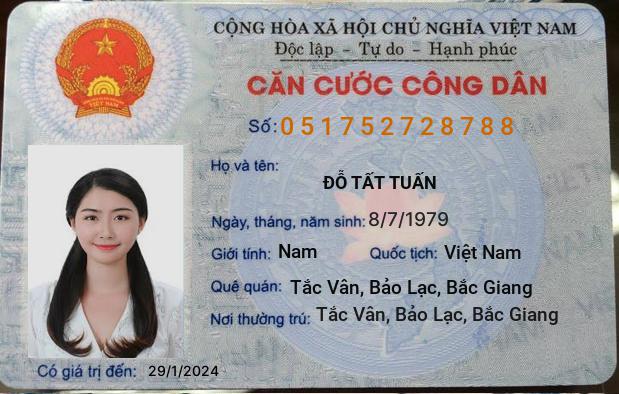 CỘNG HÒA XÃ HỘI CHỦ NGHĨA VIỆT NAM
Độc lập - Tự do - Hạnh phúc
CĂN CƯỚC CÔNG DÂN
Số: 051752728788
Họ và tên:
ĐỖ TẤT TUẤN
Ngày, tháng, năm sinh: 8/7/1979
Giới tính: Nam Quốc tịch: Việt Nam
Quê quán: Tắc Vân, Bảo Lạc, Bắc Giang
Nơi thường trú: Tắc Vân, Bảo Lạc, Bắc Giang
Có giá trị đến: 29/1/2024
VIỆT NAM